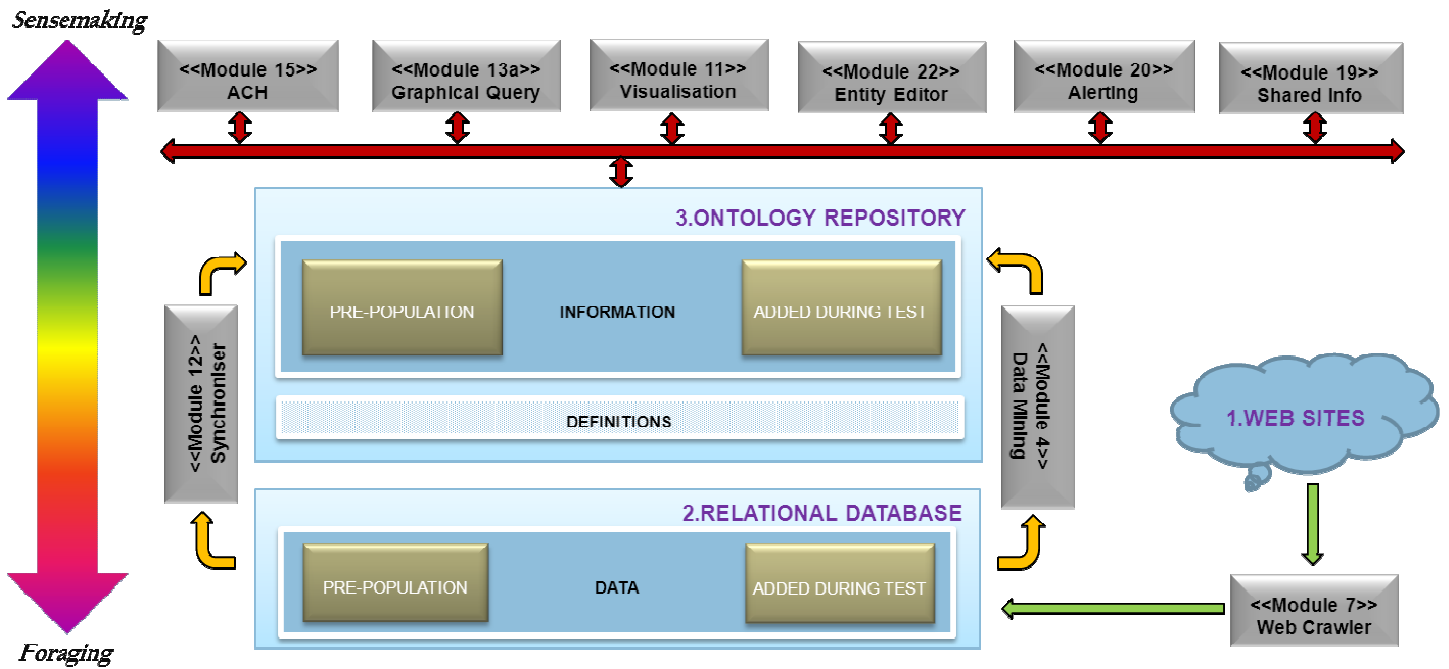 Sensemaking
<<Module 15>>
ACH
<<Module 13a>>
Graphical Query
<<Module 11>>
Visualisation
<<Module 22>>
Entity Editor
<<Module 20>>
Alerting
<<Module 19>>
Shared Info
3.ONTOLOGY REPOSITORY
PRE-POPULATION
INFORMATION
ADDED DURING TEST
DEFINITIONS
<<Module 12>>
Synchroniser
<<Module 4>>
Data Mining
1.WEB SITES
2.RELATIONAL DATABASE
PRE-POPULATION
DATA
ADDED DURING TEST
<<Module 7>>
Web Crawler
Foraging